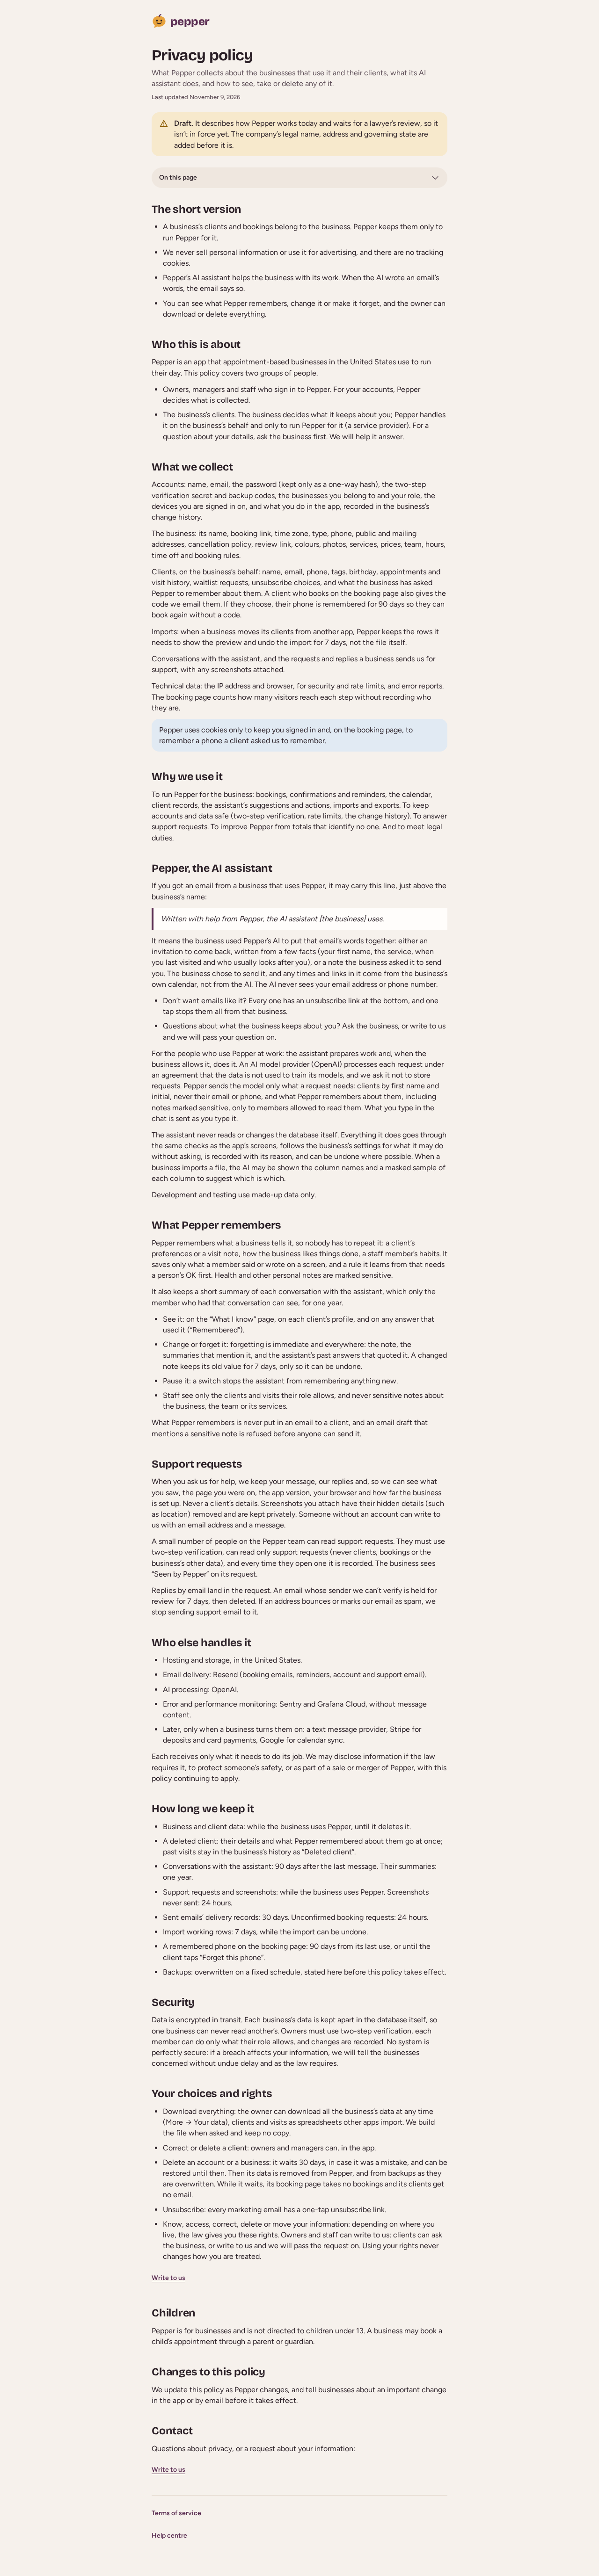 pepper
Privacy policy
What Pepper collects about the businesses that use it and their clients, what its AI
assistant does, and how to see, take or delete any of it.
Last updated November 9, 2026
Draft. It describes how Pepper works today and waits for a lawyer’s review, so it
isn’t in force yet. The company’s legal name, address and governing state are
added before it is.
On this page
The short version
• A business’s clients and bookings belong to the business. Pepper keeps them only to
run Pepper for it.
• We never sell personal information or use it for advertising, and there are no tracking
cookies.
• Pepper’s AI assistant helps the business with its work. When the AI wrote an email’s
words, the email says so.
• You can see what Pepper remembers, change it or make it forget, and the owner can
download or delete everything.
Who this is about
Pepper is an app that appointment-based businesses in the United States use to run
their day. This policy covers two groups of people.
• Owners, managers and staff who sign in to Pepper. For your accounts, Pepper
decides what is collected.
• The business’s clients. The business decides what it keeps about you; Pepper handles
it on the business’s behalf and only to run Pepper for it (a service provider). For a
question about your details, ask the business first. We will help it answer.
What we collect
Accounts: name, email, the password (kept only as a one-way hash), the two-step
verification secret and backup codes, the businesses you belong to and your role, the
devices you are signed in on, and what you do in the app, recorded in the business’s
change history.
The business: its name, booking link, time zone, type, phone, public and mailing
addresses, cancellation policy, review link, colours, photos, services, prices, team, hours,
time off and booking rules.
Clients, on the business’s behalf: name, email, phone, tags, birthday, appointments and
visit history, waitlist requests, unsubscribe choices, and what the business has asked
Pepper to remember about them. A client who books on the booking page also gives the
code we email them. If they choose, their phone is remembered for 90 days so they can
book again without a code.
Imports: when a business moves its clients from another app, Pepper keeps the rows it
needs to show the preview and undo the import for 7 days, not the file itself.
Conversations with the assistant, and the requests and replies a business sends us for
support, with any screenshots attached.
Technical data: the IP address and browser, for security and rate limits, and error reports.
The booking page counts how many visitors reach each step without recording who
they are.
Pepper uses cookies only to keep you signed in and, on the booking page, to
remember a phone a client asked us to remember.
Why we use it
To run Pepper for the business: bookings, confirmations and reminders, the calendar,
client records, the assistant’s suggestions and actions, imports and exports. To keep
accounts and data safe (two-step verification, rate limits, the change history). To answer
support requests. To improve Pepper from totals that identify no one. And to meet legal
duties.
Pepper, the AI assistant
If you got an email from a business that uses Pepper, it may carry this line, just above the
business’s name:
Written with help from Pepper, the AI assistant [the business] uses.
It means the business used Pepper’s AI to put that email’s words together: either an
invitation to come back, written from a few facts (your first name, the service, when
you last visited and who usually looks after you), or a note the business asked it to send
you. The business chose to send it, and any times and links in it come from the business’s
own calendar, not from the AI. The AI never sees your email address or phone number.
• Don’t want emails like it? Every one has an unsubscribe link at the bottom, and one
tap stops them all from that business.
• Questions about what the business keeps about you? Ask the business, or write to us
and we will pass your question on.
For the people who use Pepper at work: the assistant prepares work and, when the
business allows it, does it. An AI model provider (OpenAI) processes each request under
an agreement that the data is not used to train its models, and we ask it not to store
requests. Pepper sends the model only what a request needs: clients by first name and
initial, never their email or phone, and what Pepper remembers about them, including
notes marked sensitive, only to members allowed to read them. What you type in the
chat is sent as you type it.
The assistant never reads or changes the database itself. Everything it does goes through
the same checks as the app’s screens, follows the business’s settings for what it may do
without asking, is recorded with its reason, and can be undone where possible. When a
business imports a file, the AI may be shown the column names and a masked sample of
each column to suggest which is which.
Development and testing use made-up data only.
What Pepper remembers
Pepper remembers what a business tells it, so nobody has to repeat it: a client’s
preferences or a visit note, how the business likes things done, a staff member’s habits. It
saves only what a member said or wrote on a screen, and a rule it learns from that needs
a person’s OK first. Health and other personal notes are marked sensitive.
It also keeps a short summary of each conversation with the assistant, which only the
member who had that conversation can see, for one year.
• See it: on the “What I know” page, on each client’s profile, and on any answer that
used it (“Remembered”).
• Change or forget it: forgetting is immediate and everywhere: the note, the
summaries that mention it, and the assistant’s past answers that quoted it. A changed
note keeps its old value for 7 days, only so it can be undone.
• Pause it: a switch stops the assistant from remembering anything new.
• Staff see only the clients and visits their role allows, and never sensitive notes about
the business, the team or its services.
What Pepper remembers is never put in an email to a client, and an email draft that
mentions a sensitive note is refused before anyone can send it.
Support requests
When you ask us for help, we keep your message, our replies and, so we can see what
you saw, the page you were on, the app version, your browser and how far the business
is set up. Never a client’s details. Screenshots you attach have their hidden details (such
as location) removed and are kept privately. Someone without an account can write to
us with an email address and a message.
A small number of people on the Pepper team can read support requests. They must use
two-step verification, can read only support requests (never clients, bookings or the
business’s other data), and every time they open one it is recorded. The business sees
“Seen by Pepper” on its request.
Replies by email land in the request. An email whose sender we can’t verify is held for
review for 7 days, then deleted. If an address bounces or marks our email as spam, we
stop sending support email to it.
Who else handles it
• Hosting and storage, in the United States.
• Email delivery: Resend (booking emails, reminders, account and support email).
• AI processing: OpenAI.
• Error and performance monitoring: Sentry and Grafana Cloud, without message
content.
• Later, only when a business turns them on: a text message provider, Stripe for
deposits and card payments, Google for calendar sync.
Each receives only what it needs to do its job. We may disclose information if the law
requires it, to protect someone’s safety, or as part of a sale or merger of Pepper, with this
policy continuing to apply.
How long we keep it
• Business and client data: while the business uses Pepper, until it deletes it.
• A deleted client: their details and what Pepper remembered about them go at once;
past visits stay in the business’s history as “Deleted client”.
• Conversations with the assistant: 90 days after the last message. Their summaries:
one year.
• Support requests and screenshots: while the business uses Pepper. Screenshots
never sent: 24 hours.
• Sent emails’ delivery records: 30 days. Unconfirmed booking requests: 24 hours.
• Import working rows: 7 days, while the import can be undone.
• A remembered phone on the booking page: 90 days from its last use, or until the
client taps “Forget this phone”.
• Backups: overwritten on a fixed schedule, stated here before this policy takes effect.
Security
Data is encrypted in transit. Each business’s data is kept apart in the database itself, so
one business can never read another’s. Owners must use two-step verification, each
member can do only what their role allows, and changes are recorded. No system is
perfectly secure: if a breach affects your information, we will tell the businesses
concerned without undue delay and as the law requires.
Your choices and rights
• Download everything: the owner can download all the business’s data at any time
(More → Your data), clients and visits as spreadsheets other apps import. We build
the file when asked and keep no copy.
• Correct or delete a client: owners and managers can, in the app.
• Delete an account or a business: it waits 30 days, in case it was a mistake, and can be
restored until then. Then its data is removed from Pepper, and from backups as they
are overwritten. While it waits, its booking page takes no bookings and its clients get
no email.
• Unsubscribe: every marketing email has a one-tap unsubscribe link.
• Know, access, correct, delete or move your information: depending on where you
live, the law gives you these rights. Owners and staff can write to us; clients can ask
the business, or write to us and we will pass the request on. Using your rights never
changes how you are treated.
Write to us
Children
Pepper is for businesses and is not directed to children under 13. A business may book a
child’s appointment through a parent or guardian.
Changes to this policy
We update this policy as Pepper changes, and tell businesses about an important change
in the app or by email before it takes effect.
Contact
Questions about privacy, or a request about your information:
Write to us
Terms of service
Help centre